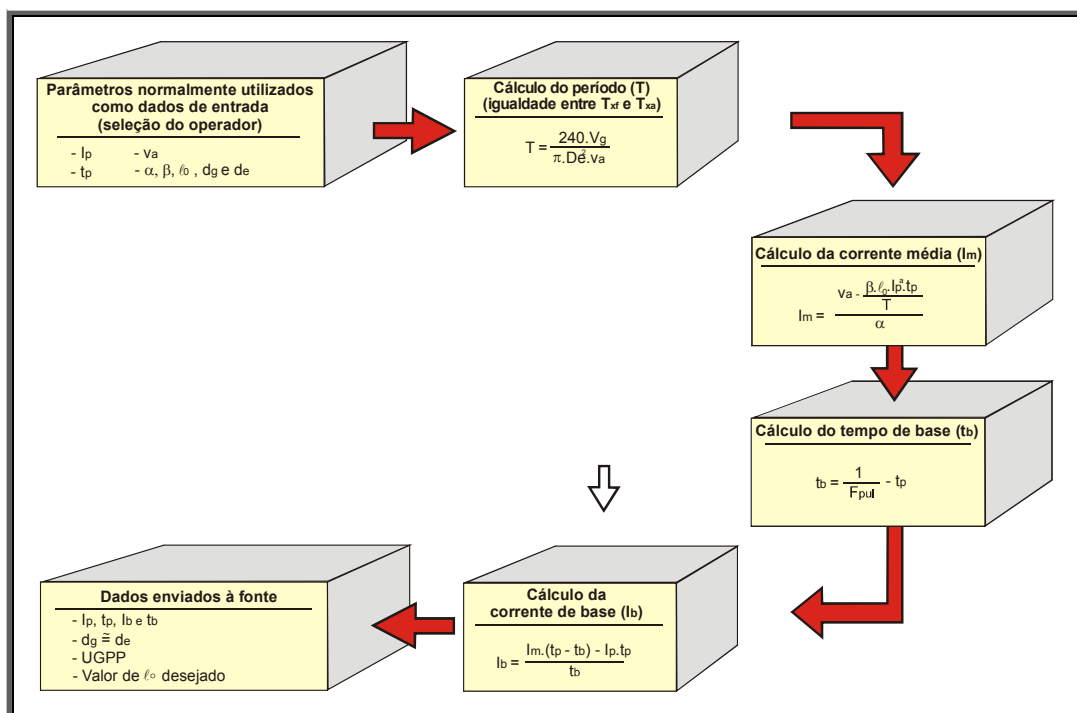 Parâmetros normalmente utilizados
como dados de entrada
(seleção do operador)
- Ip - va
- tp - α, β, ℓ0 , dg e de
Cálculo do período (T)
(igualdade entre Txf e Txa)
T = 240.Vg / π.De².va
Cálculo da corrente média (Im)
Im = va - β.ℓ0.Ipª.tp / T / α
Cálculo do tempo de base (tb)
tb = 1 / Fpul - tp
Cálculo da
corrente de base (Ib)
Ib = Im.(tp - tb) - Ip.tp / tb
Dados enviados à fonte
- Ip, tp, Ib e tb
- dg ≅ de
- UGPP
- Valor de ℓ○ desejado